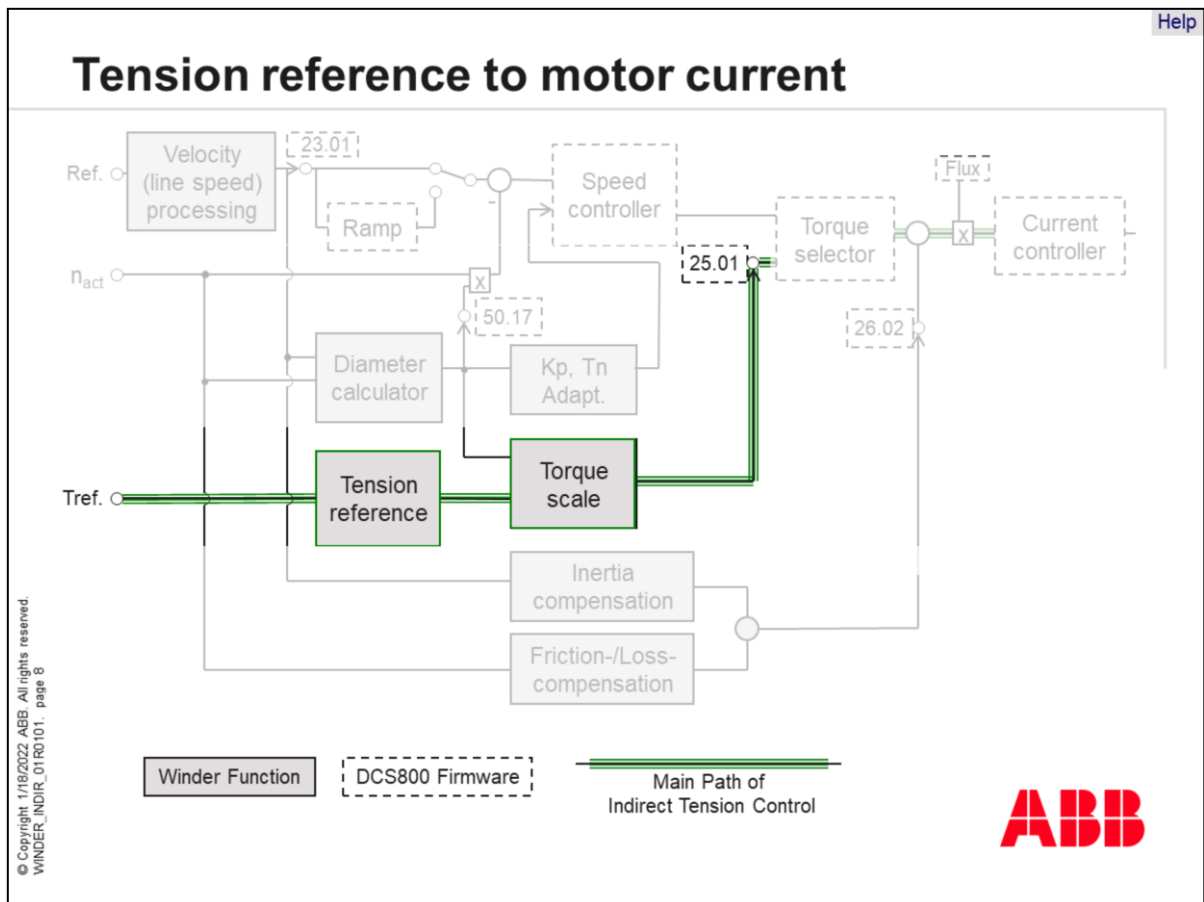 Help
Tension reference to motor current
Ref.
Velocity
(line speed)
processing
23.01
Ramp
-
Speed
controller
Flux
Torque
selector
x
Current
controller
nact
x
25.01
50.17
26.02
Diameter
calculator
Kp, Tn
Adapt.
Tref.
Tension
reference
Torque
scale
Inertia
compensation
Friction-/Loss-
compensation
Winder Function
DCS800 Firmware
Main Path of
Indirect Tension Control
ABB
© Copyright 1/18/2022 ABB. All rights reserved.
WINDER_INDIR_01R0101. page 8